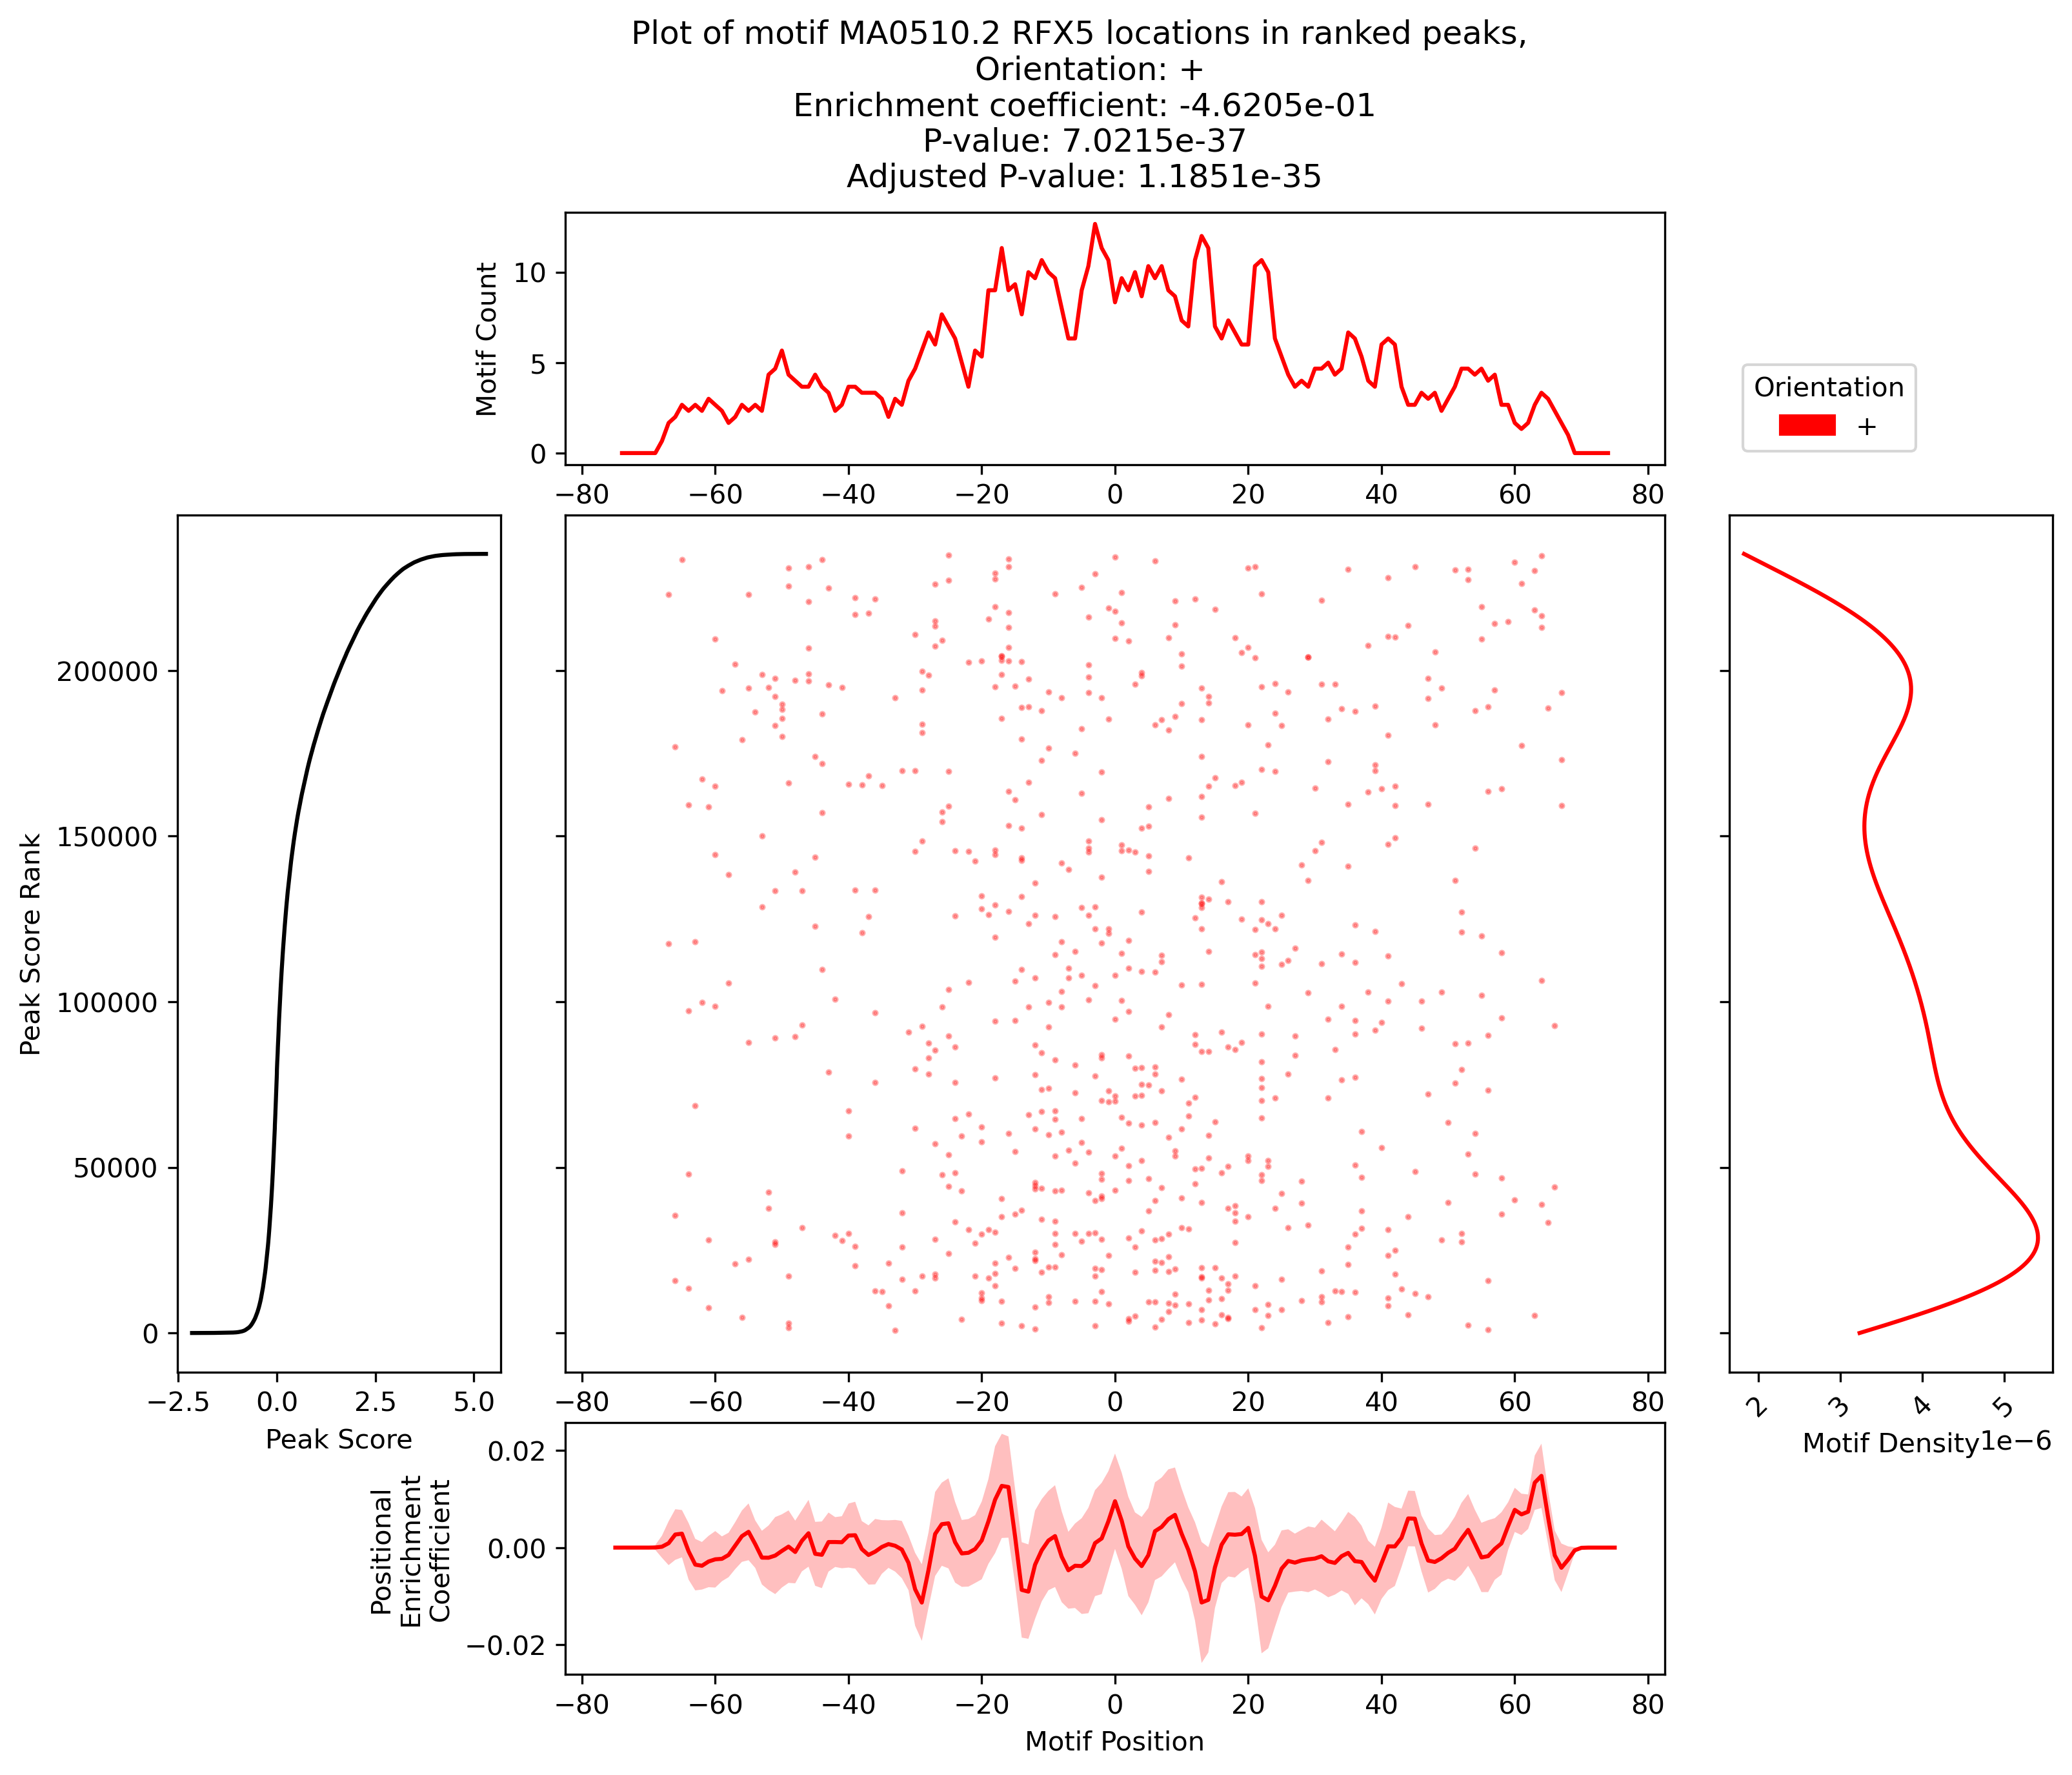 Plot of motif MA0510.2 RFX5 locations in ranked peaks,
Orientation: +
Enrichment coefficient: -4.6205e-01
P-value: 7.0215e-37
Adjusted P-value: 1.1851e-35
Motif Count
10
5
0
−80 −60 −40 −20 0 20 40 60 80
Orientation
+
Peak Score Rank
200000
150000
100000
50000
0
−2.5 0.0 2.5 5.0
Peak Score
−80 −60 −40 −20 0 20 40 60 80
2 3 4 5
Motif Density
1e−6
Positional
Enrichment
Coefficient
0.02
0.00
−0.02
−80 −60 −40 −20 0 20 40 60 80
Motif Position